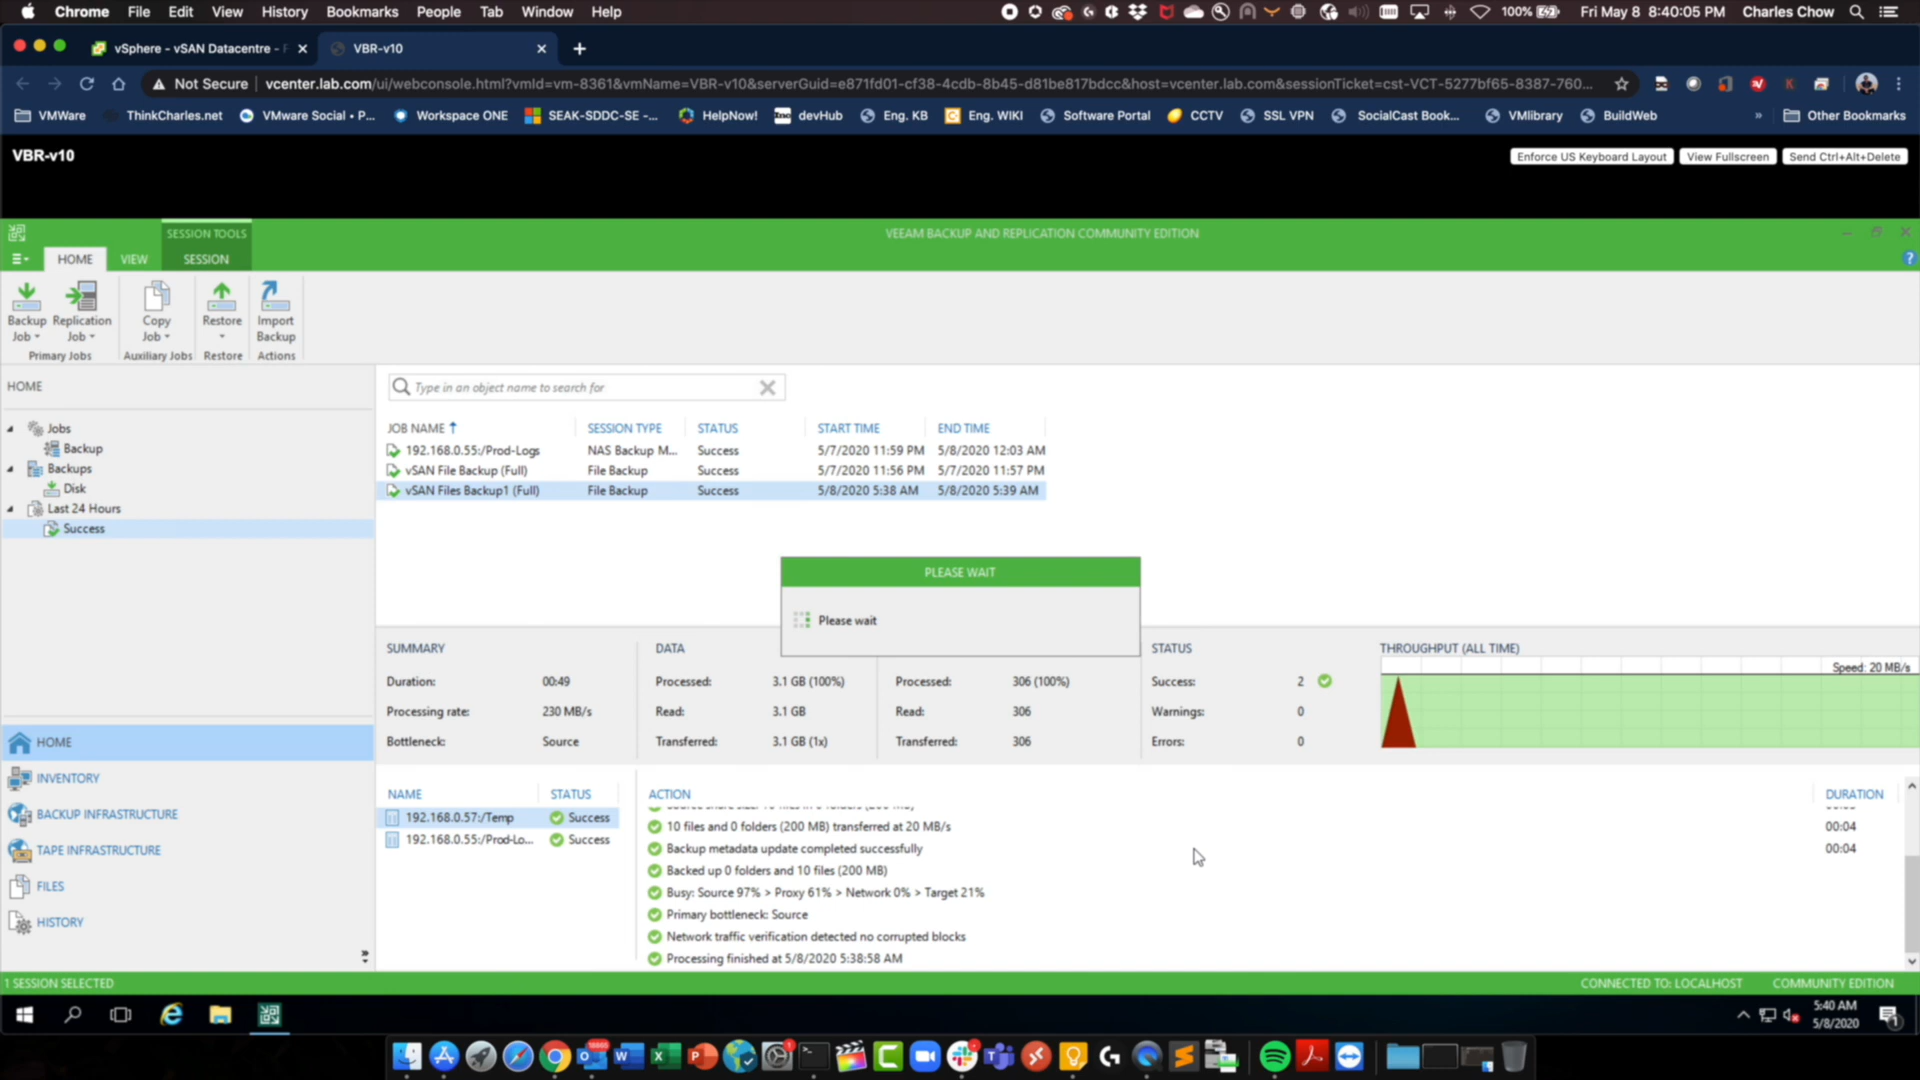 Chrome File Edit View History Bookmarks People Tab Window Help
100% Fri May 8 8:40:05 PM Charles Chow
vSphere - vSAN Datacentre - F
VBR-v10
Not Secure | vcenter.lab.com/ui/webconsole.html?vmId=vm-8361&vmName=VBR-v10&serverGuid=e871fd01-cf38-4cdb-8b45-d81be817bdcc&host=vcenter.lab.com&sessionTicket=cst-VCT-5277bf65-8387-760...
VMWare ThinkCharles.net VMware Social • P... Workspace ONE SEAK-SDDC-SE -... HelpNow! devHub Eng. KB Eng. WIKI Software Portal CCTV SSL VPN SocialCast Book... VMlibrary BuildWeb » Other Bookmarks
VBR-v10
Enforce US Keyboard Layout View Fullscreen Send Ctrl+Alt+Delete
SESSION TOOLS
VEEAM BACKUP AND REPLICATION COMMUNITY EDITION
HOME VIEW SESSION
Backup Job
Replication Job
Copy Job
Restore
Import Backup
Primary Jobs Auxiliary Jobs Restore Actions
HOME
Jobs
Backup
Backups
Disk
Last 24 Hours
Success
Type in an object name to search for
JOB NAME SESSION TYPE STATUS START TIME END TIME
192.168.0.55:/Prod-Logs NAS Backup M... Success 5/7/2020 11:59 PM 5/8/2020 12:03 AM
vSAN File Backup (Full) File Backup Success 5/7/2020 11:56 PM 5/7/2020 11:57 PM
vSAN Files Backup1 (Full) File Backup Success 5/8/2020 5:38 AM 5/8/2020 5:39 AM
PLEASE WAIT
Please wait
SUMMARY
Duration: 00:49
Processing rate: 230 MB/s
Bottleneck: Source
DATA
Processed: 3.1 GB (100%)
Read: 3.1 GB
Transferred: 3.1 GB (1x)
Processed: 306 (100%)
Read: 306
Transferred: 306
STATUS
Success: 2
Warnings: 0
Errors: 0
THROUGHPUT (ALL TIME)
Speed: 20 MB/s
HOME
INVENTORY
BACKUP INFRASTRUCTURE
TAPE INFRASTRUCTURE
FILES
HISTORY
NAME STATUS
192.168.0.57:/Temp Success
192.168.0.55:/Prod-Lo... Success
ACTION DURATION
10 files and 0 folders (200 MB) transferred at 20 MB/s 00:04
Backup metadata update completed successfully 00:04
Backed up 0 folders and 10 files (200 MB)
Busy: Source 97% > Proxy 61% > Network 0% > Target 21%
Primary bottleneck: Source
Network traffic verification detected no corrupted blocks
Processing finished at 5/8/2020 5:38:58 AM
1 SESSION SELECTED
CONNECTED TO: LOCALHOST COMMUNITY EDITION
5:40 AM
5/8/2020